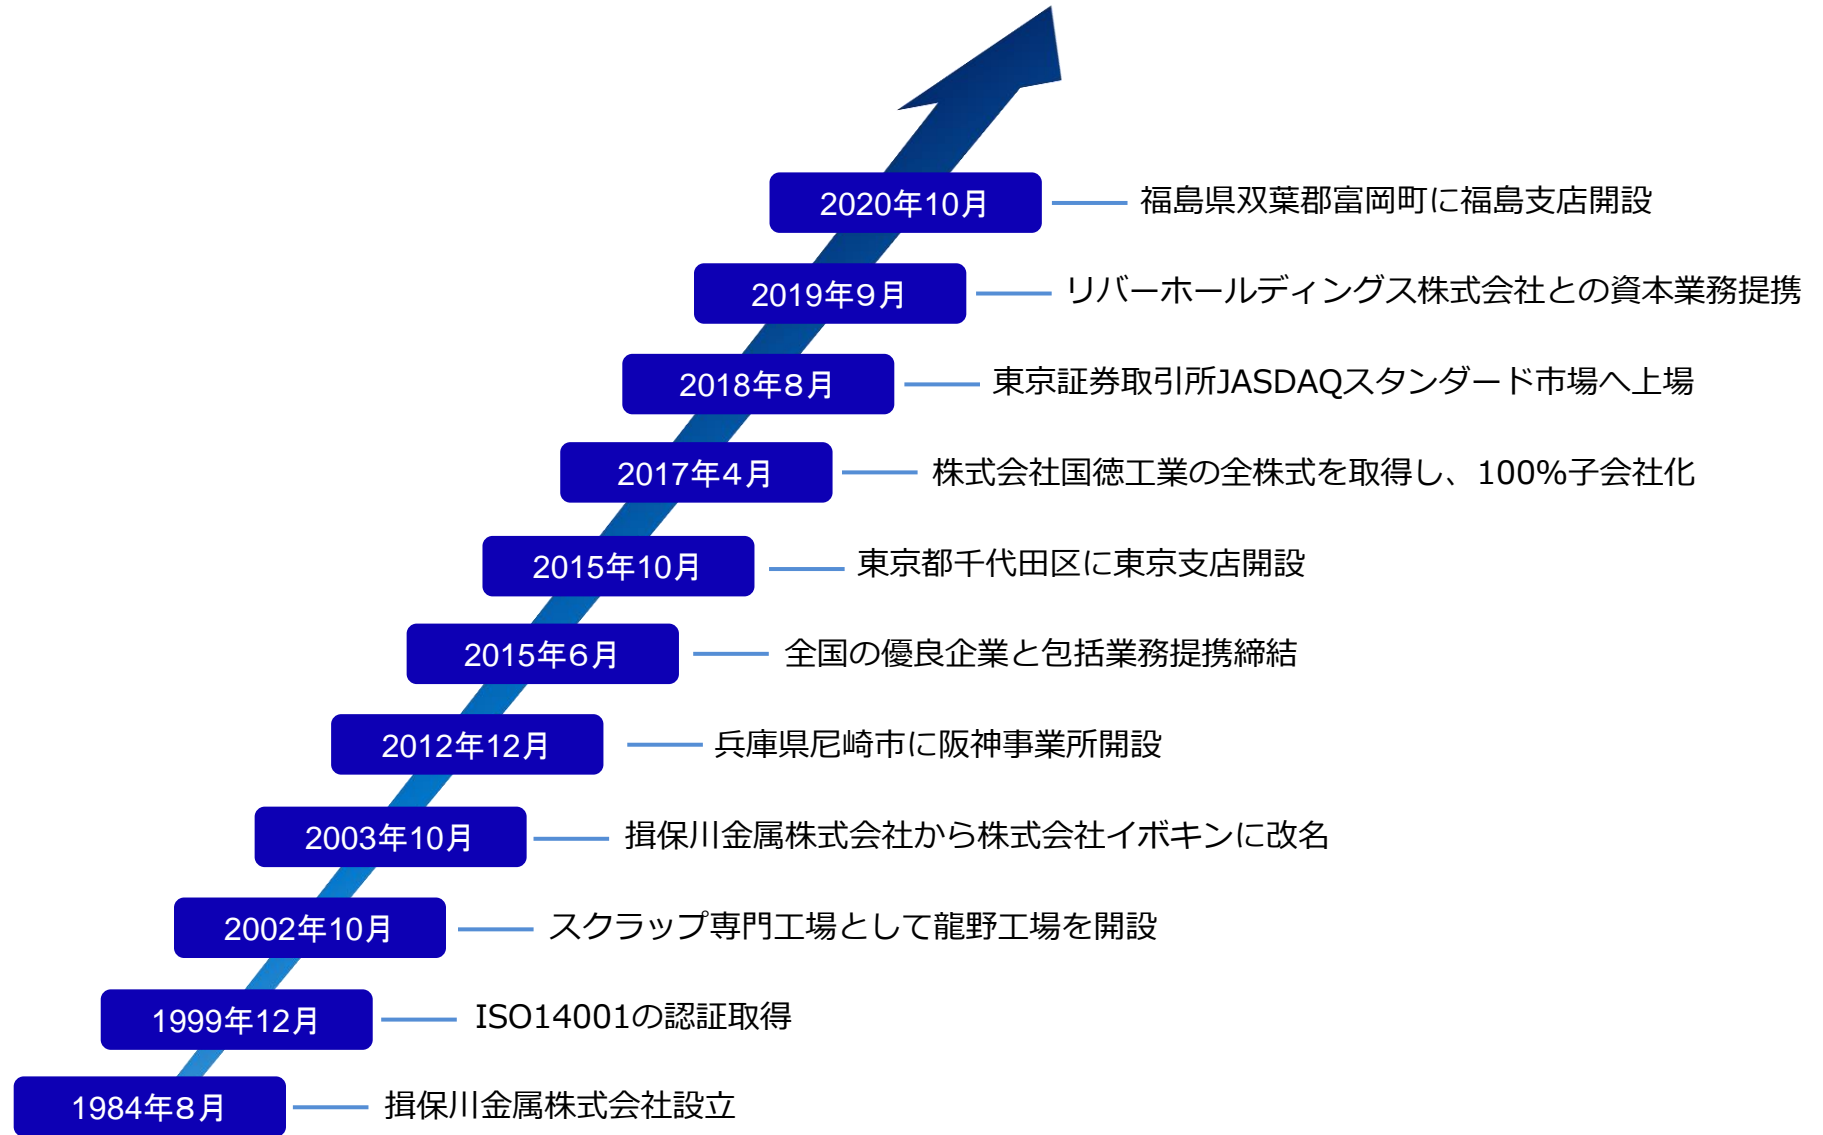 2020年10月 福島県双葉郡富岡町に福島支店開設
2019年９月 リバーホールディングス株式会社との資本業務提携
2018年８月 東京証券取引所JASDAQスタンダード市場へ上場
2017年４月 株式会社国徳工業の全株式を取得し、100%子会社化
2015年10月 東京都千代田区に東京支店開設
2015年６月 全国の優良企業と包括業務提携締結
2012年12月 兵庫県尼崎市に阪神事業所開設
2003年10月 揖保川金属株式会社から株式会社イボキンに改名
2002年10月 スクラップ専門工場として龍野工場を開設
1999年12月 ISO14001の認証取得
1984年８月 揖保川金属株式会社設立